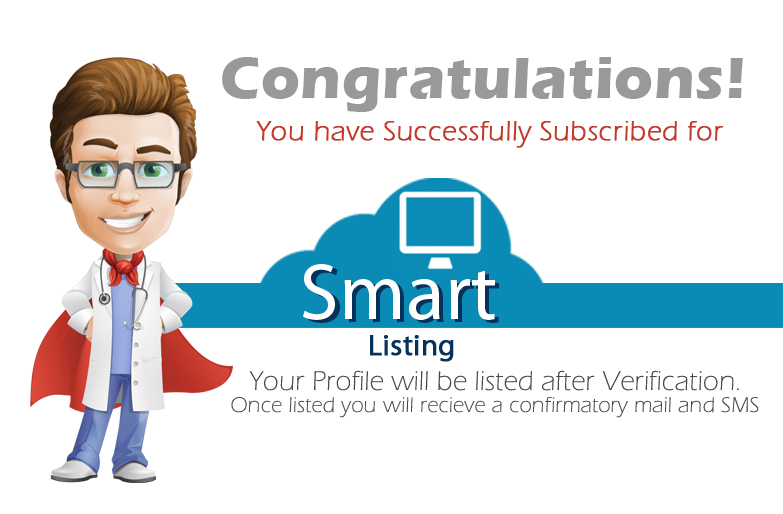 Congratulations!
You have Successfully Subscribed for
Smart
Listing
Your Profile will be listed after Verification.
Once listed you will recieve a confirmatory mail and SMS